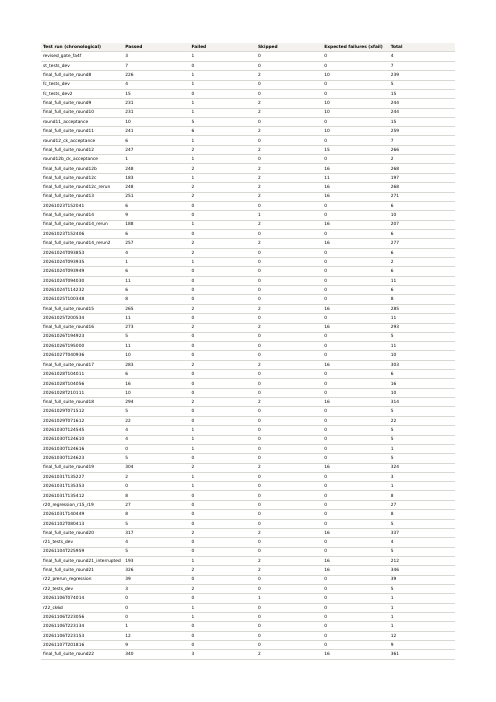 Test run (chronological) Passed Failed Skipped Expected failures (xfail) Total
revised_gate_fx4f 3 1 0 0 4
st_tests_dev 7 0 0 0 7
final_full_suite_round8 226 1 2 10 239
fc_tests_dev 4 1 0 0 5
fc_tests_dev2 15 0 0 0 15
final_full_suite_round9 231 1 2 10 244
final_full_suite_round10 231 1 2 10 244
round11_acceptance 10 5 0 0 15
final_full_suite_round11 241 6 2 10 259
round12_ck_acceptance 6 1 0 0 7
final_full_suite_round12 247 2 2 15 266
round12b_ck_acceptance 1 1 0 0 2
final_full_suite_round12b 248 2 2 16 268
final_full_suite_round12c 183 1 2 11 197
final_full_suite_round12c_rerun 248 2 2 16 268
final_full_suite_round13 251 2 2 16 271
20261023T152041 6 0 0 0 6
final_full_suite_round14 9 0 1 0 10
final_full_suite_round14_rerun 188 1 2 16 207
20261023T152406 6 0 0 0 6
final_full_suite_round14_rerun2 257 2 2 16 277
20261024T093853 4 2 0 0 6
20261024T093935 1 1 0 0 2
20261024T093949 6 0 0 0 6
20261024T094030 11 0 0 0 11
20261024T114232 6 0 0 0 6
20261025T100348 8 0 0 0 8
final_full_suite_round15 265 2 2 16 285
20261025T200534 11 0 0 0 11
final_full_suite_round16 273 2 2 16 293
20261026T194923 5 0 0 0 5
20261026T195000 11 0 0 0 11
20261027T040936 10 0 0 0 10
final_full_suite_round17 283 2 2 16 303
20261028T104011 6 0 0 0 6
20261028T104056 16 0 0 0 16
20261028T210111 10 0 0 0 10
final_full_suite_round18 294 2 2 16 314
20261029T071512 5 0 0 0 5
20261029T071612 22 0 0 0 22
20261030T124545 4 1 0 0 5
20261030T124610 4 1 0 0 5
20261030T124616 0 1 0 0 1
20261030T124623 5 0 0 0 5
final_full_suite_round19 304 2 2 16 324
20261031T135227 2 1 0 0 3
20261031T135353 0 1 0 0 1
20261031T135412 8 0 0 0 8
r20_regression_r15_r19 27 0 0 0 27
20261031T140449 8 0 0 0 8
20261102T080413 5 0 0 0 5
final_full_suite_round20 317 2 2 16 337
r21_tests_dev 4 0 0 0 4
20261104T225959 5 0 0 0 5
final_full_suite_round21_interrupted 193 1 2 16 212
final_full_suite_round21 326 2 2 16 346
r22_prerun_regression 39 0 0 0 39
r22_tests_dev 3 2 0 0 5
20261106T074014 0 0 1 0 1
r22_ck6d 0 1 0 0 1
20261106T223056 0 1 0 0 1
20261106T223134 1 0 0 0 1
20261106T223153 12 0 0 0 12
20261107T201816 9 0 0 0 9
final_full_suite_round22 340 3 2 16 361